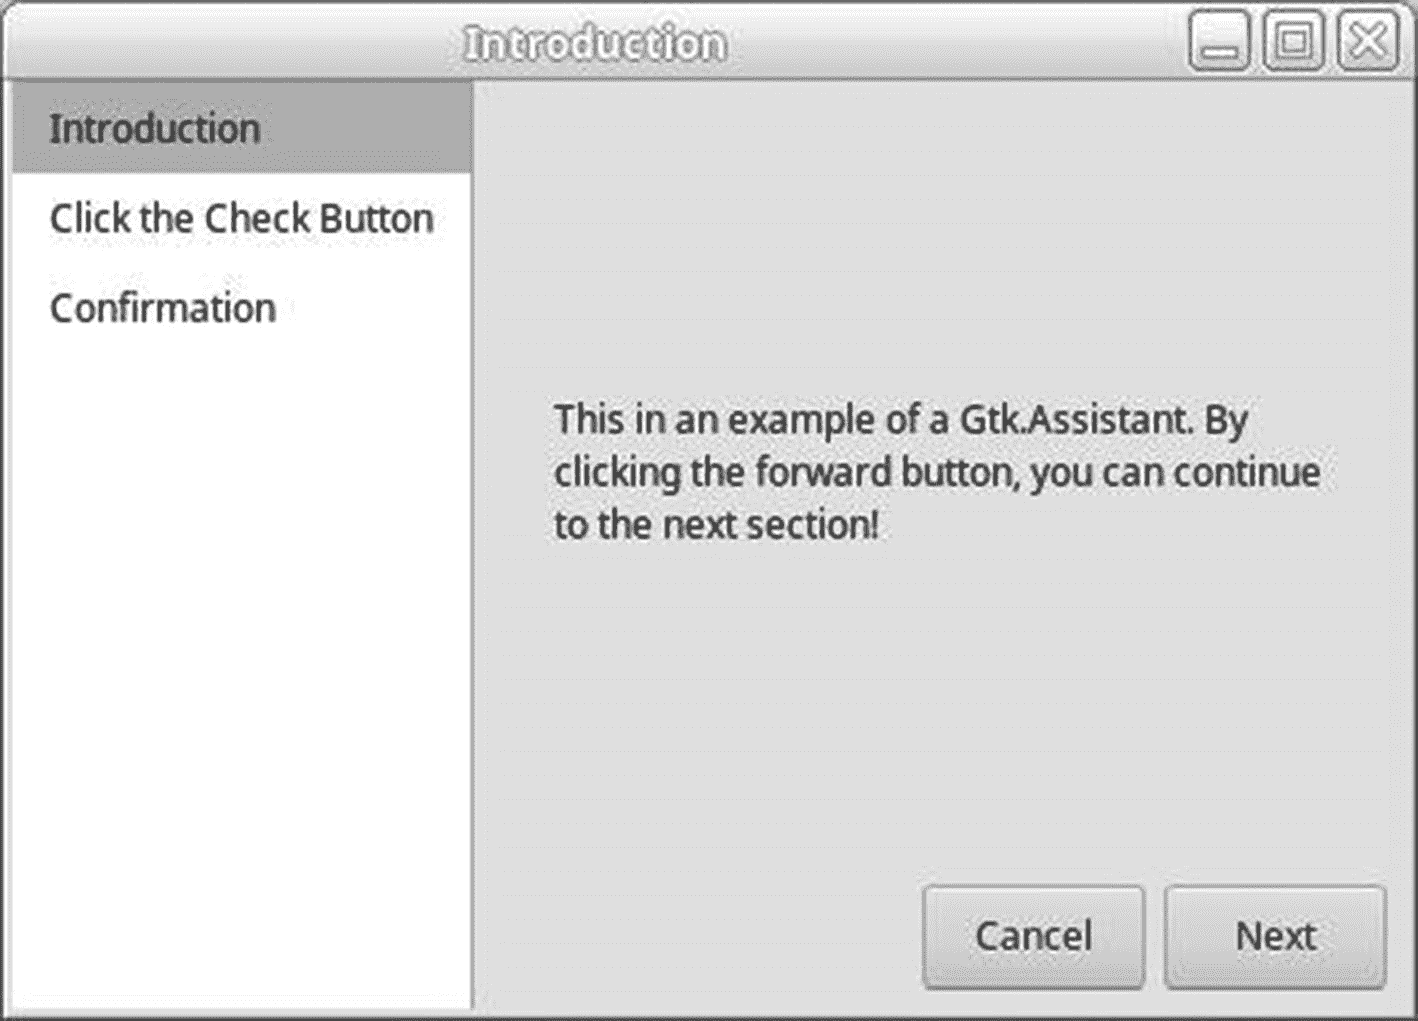 Introduction
Introduction
Click the Check Button
Confirmation
This in an example of a Gtk.Assistant. By
clicking the forward button, you can continue
to the next section!
Cancel
Next